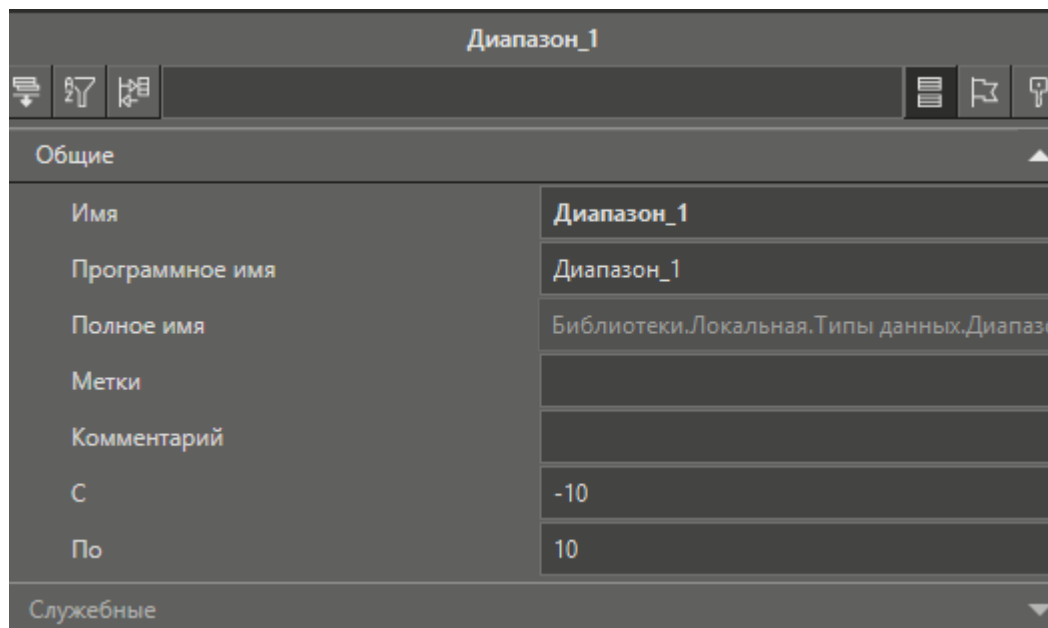 Диапазон_1
Общие
Имя Диапазон_1
Программное имя Диапазон_1
Полное имя Библиотеки.Локальная.Типы данных.Диапазо
Метки
Комментарий
С -10
По 10
Служебные